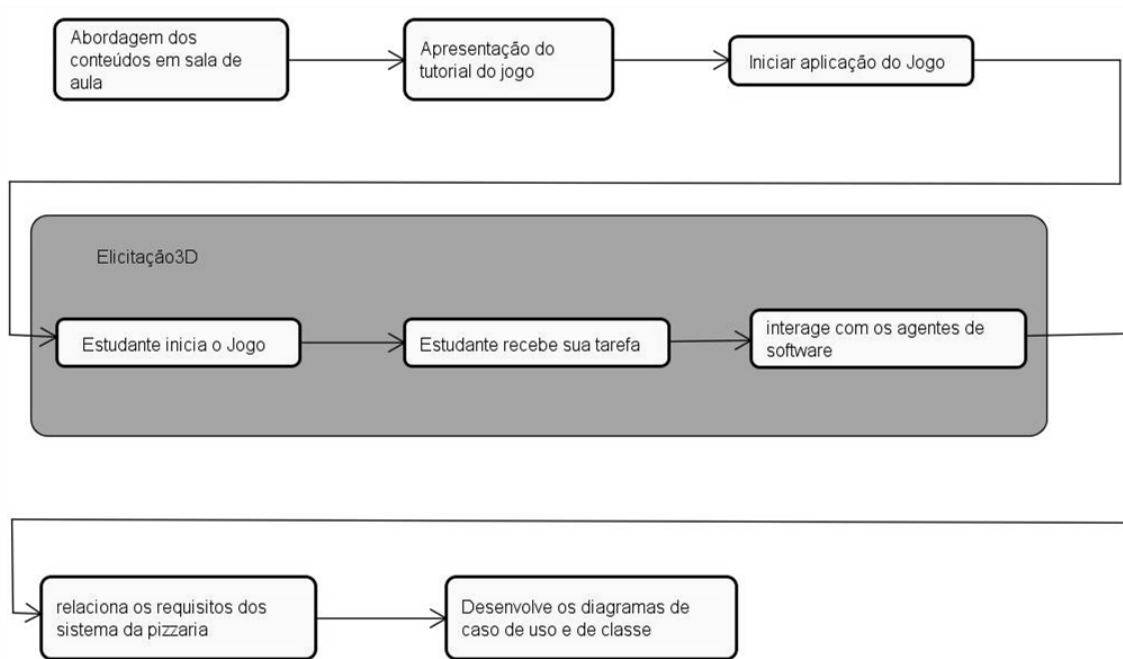 Abordagem dos
conteúdos em sala de
aula
Apresentação do
tutorial do jogo
Iniciar aplicação do Jogo
Elicitação3D
Estudante inicia o Jogo
Estudante recebe sua tarefa
interage com os agentes de
software
relaciona os requisitos dos
sistema da pizzaria
Desenvolve os diagramas de
caso de uso e de classe